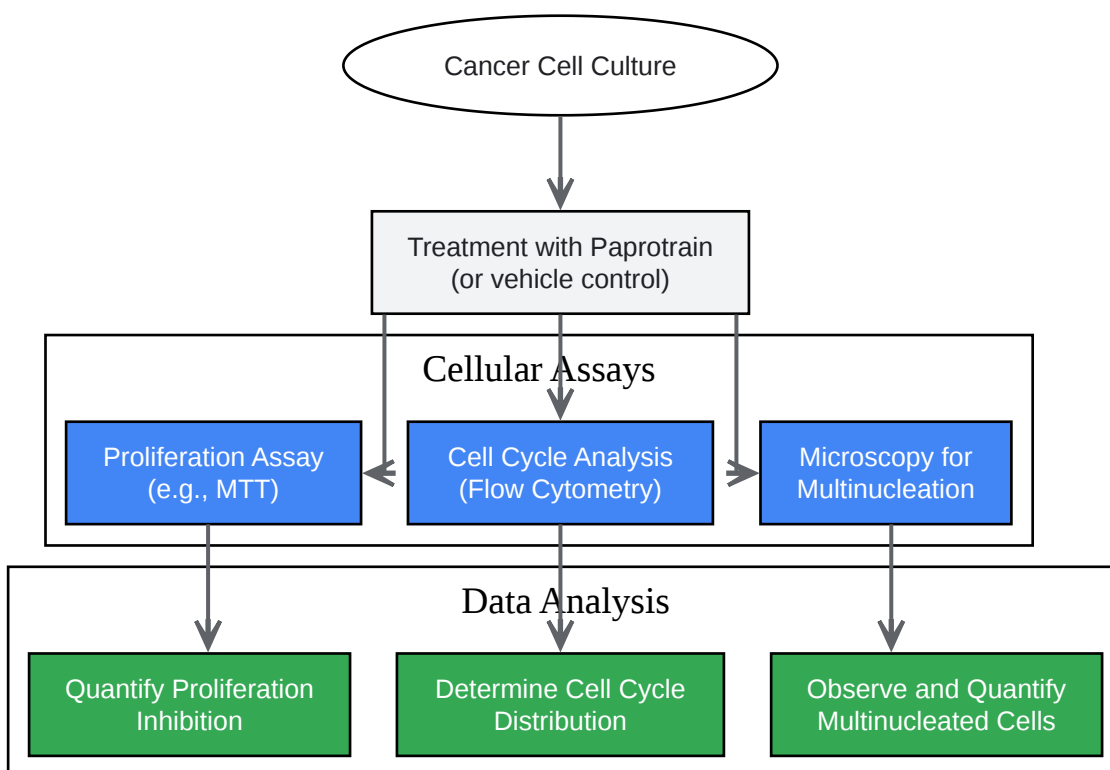 Cancer Cell Culture
Treatment with Paprotrain
(or vehicle control)
Cellular Assays
Proliferation Assay
(e.g., MTT)
Cell Cycle Analysis
(Flow Cytometry)
Microscopy for
Multinucleation
Data Analysis
Quantify Proliferation
Inhibition
Determine Cell Cycle
Distribution
Observe and Quantify
Multinucleated Cells